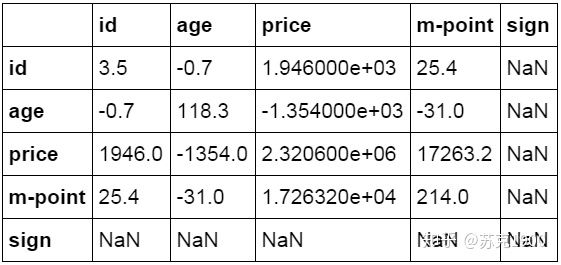 id age price m-point sign
id 3.5 -0.7 1.946000e+03 25.4 NaN
age -0.7 118.3 -1.354000e+03 -31.0 NaN
price 1946.0 -1354.0 2.320600e+06 17263.2 NaN
m-point 25.4 -31.0 1.726320e+04 214.0 NaN
sign NaN NaN NaN NaN NaN
知乎 @苏克1900